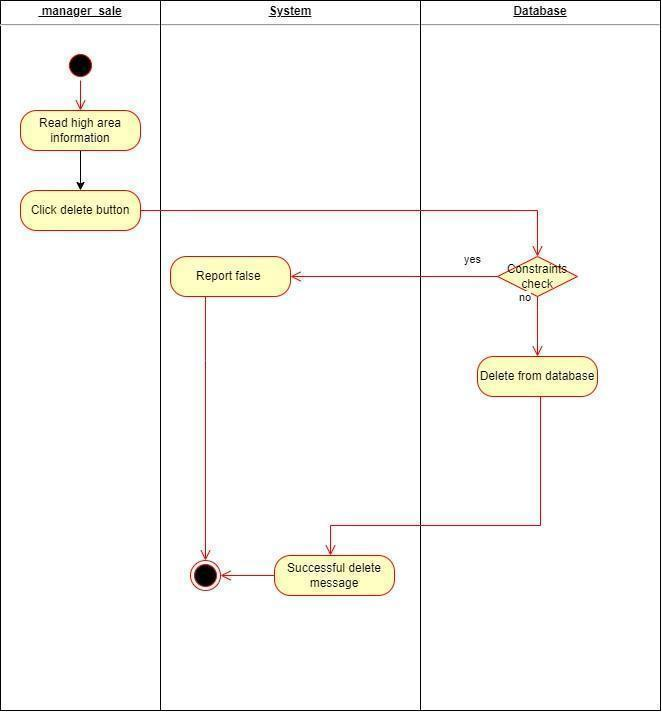 manager_sale
System
Database
Read high area
information
Click delete button
yes
Constraints
check
Report false
no
Delete from database
Successful delete
message